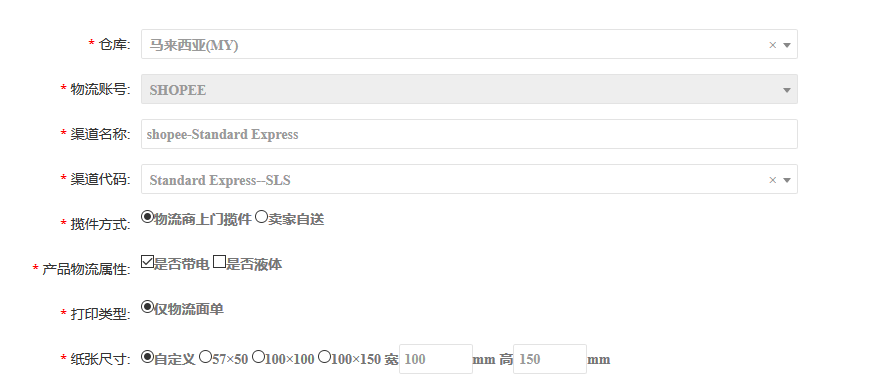 * 仓库: 马来西亚(MY) ×
* 物流账号: SHOPEE
* 渠道名称: shopee-Standard Express
* 渠道代码: Standard Express--SLS ×
* 揽件方式: 物流商上门揽件 卖家自送
* 产品物流属性: 是否带电 是否液体
* 打印类型: 仅物流面单
* 纸张尺寸: 自定义 57×50 100×100 100×150 宽 100 mm 高 150 mm